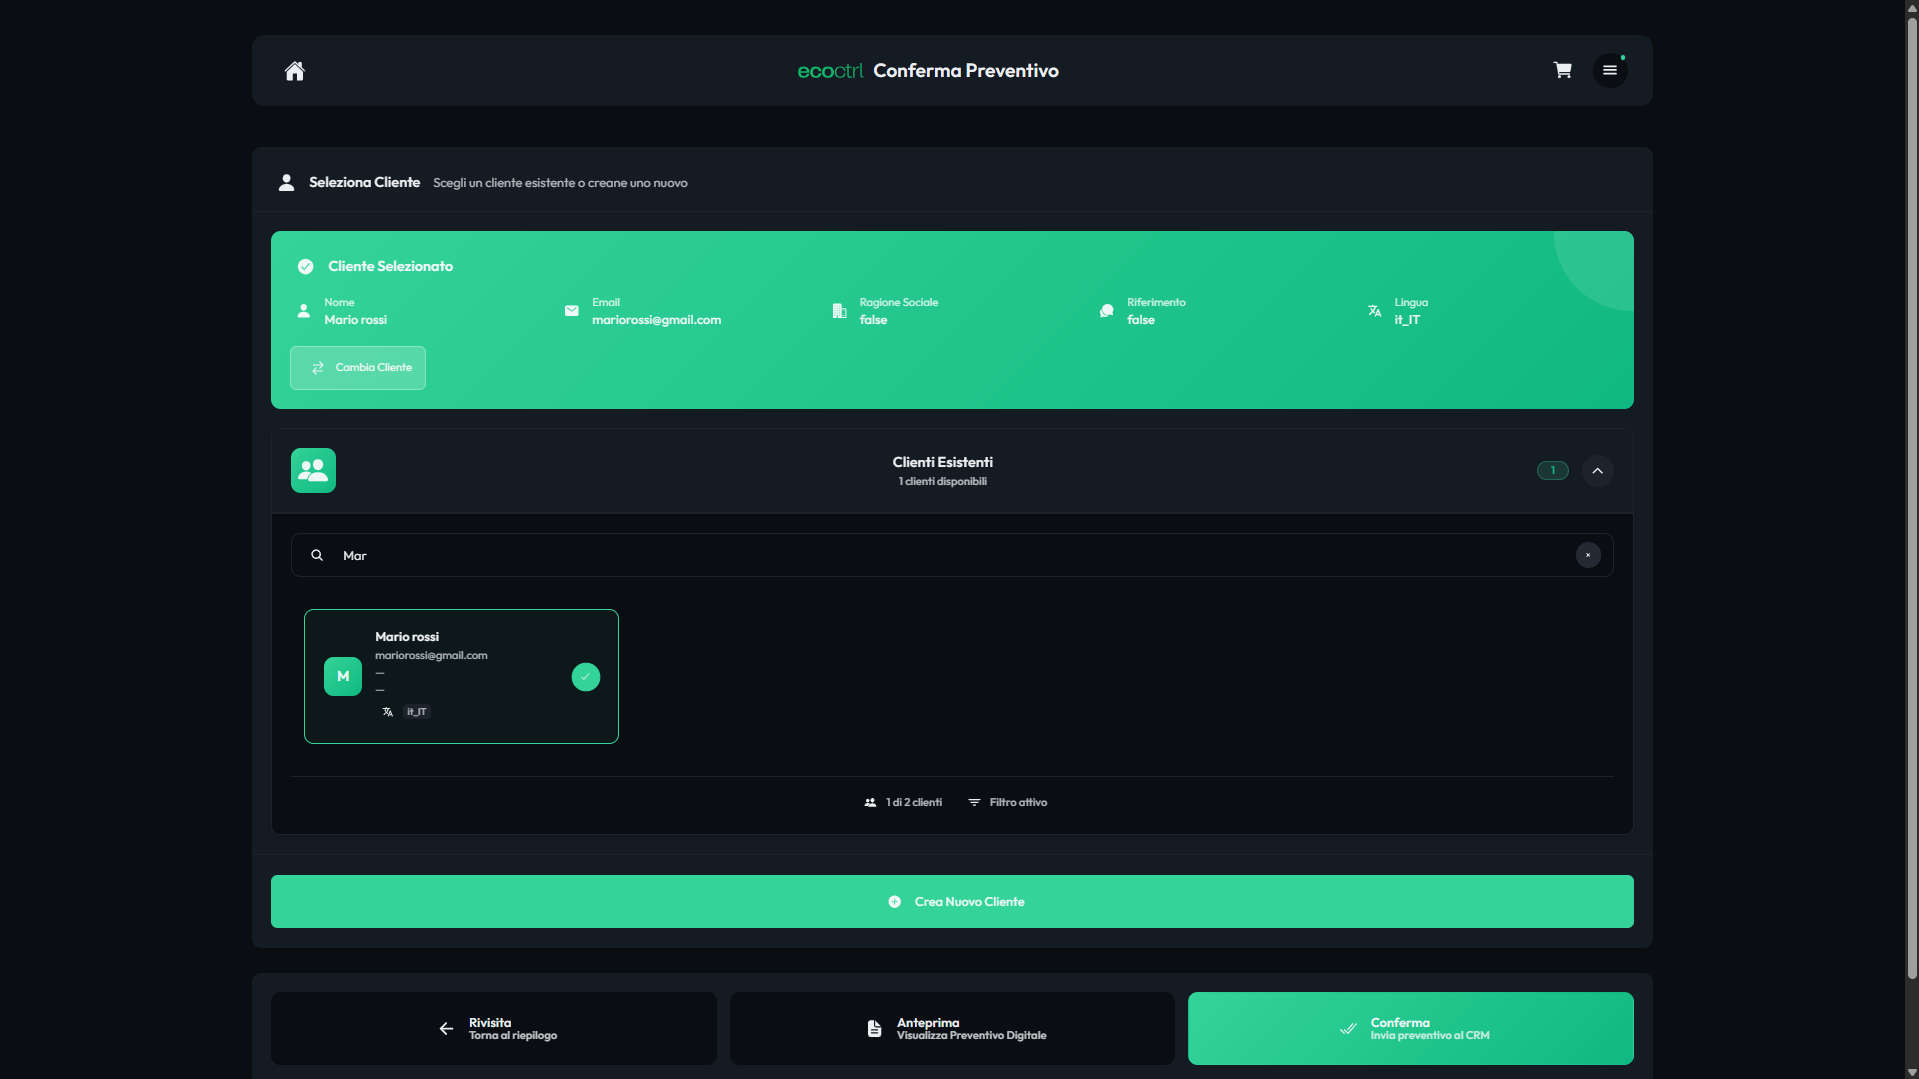 ecoctrl Conferma Preventivo
Seleziona Cliente Scegli un cliente esistente o creane uno nuovo
Cliente Selezionato
Nome
Mario rossi
Email
mariorossi@gmail.com
Ragione Sociale
false
Riferimento
false
Lingua
it_IT
Cambia Cliente
Clienti Esistenti
1 clienti disponibili
1
Mar
M
Mario rossi
mariorossi@gmail.com
—
—
it_IT
1 di 2 clienti
Filtro attivo
Crea Nuovo Cliente
Rivisita
Torna al riepilogo
Anteprima
Visualizza Preventivo Digitale
Conferma
Invia preventivo al CRM